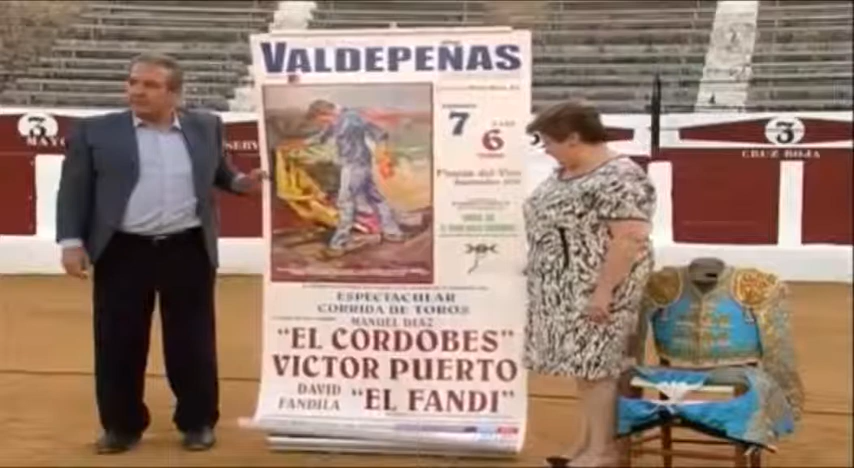 VALDEPEÑAS
7
6
ESPECTACULAR
CORRIDA DE TOROS
MANUEL DIAZ
"EL CORDOBES"
VICTOR PUERTO
DAVID
FANDILA "EL FANDI"
3
MAYO
3
CRUZ ROJA